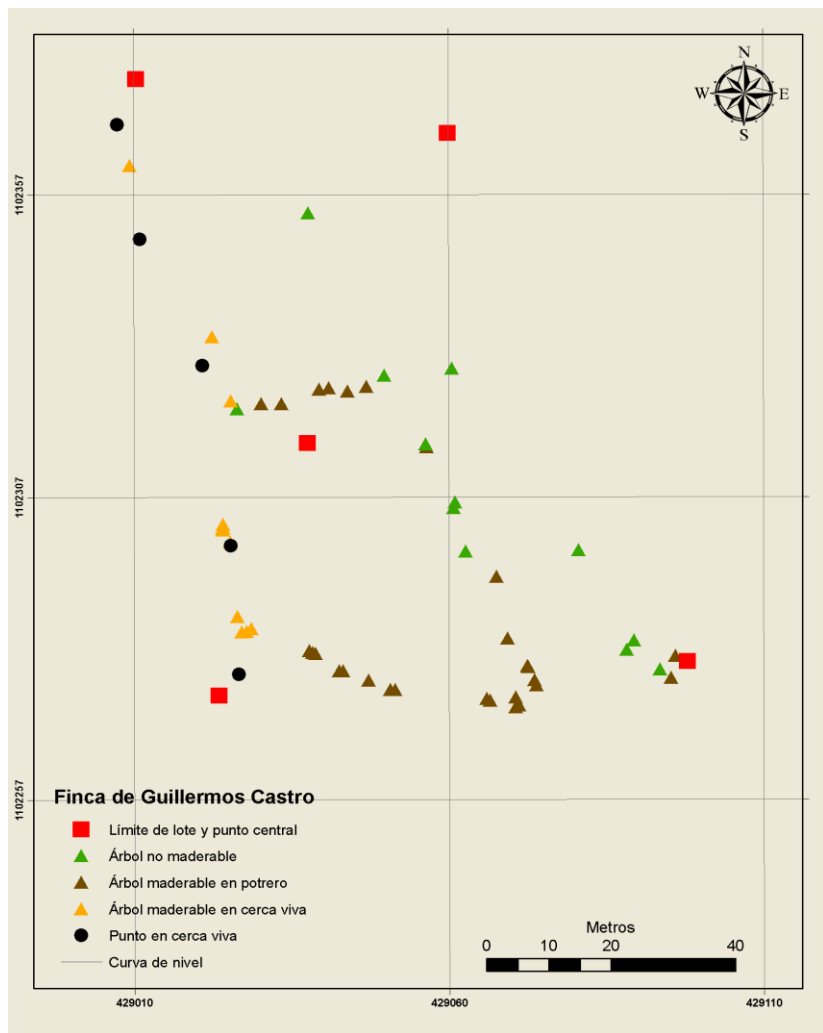 N
W E
S
1102357
1102307
1102257
Finca de Guillermos Castro
Límite de lote y punto central
Árbol no maderable
Árbol maderable en potrero
Árbol maderable en cerca viva
Punto en cerca viva
Curva de nivel
Metros
0 10 20 40
429010 429060 429110